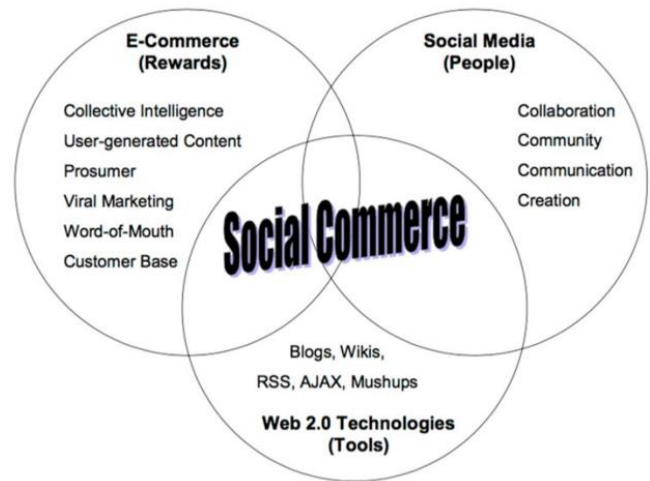 E-Commerce
(Rewards)
Collective Intelligence
User-generated Content
Prosumer
Viral Marketing
Word-of-Mouth
Customer Base
Social Media
(People)
Collaboration
Community
Communication
Creation
Social Commerce
Blogs, Wikis,
RSS, AJAX, Mushups
Web 2.0 Technologies
(Tools)